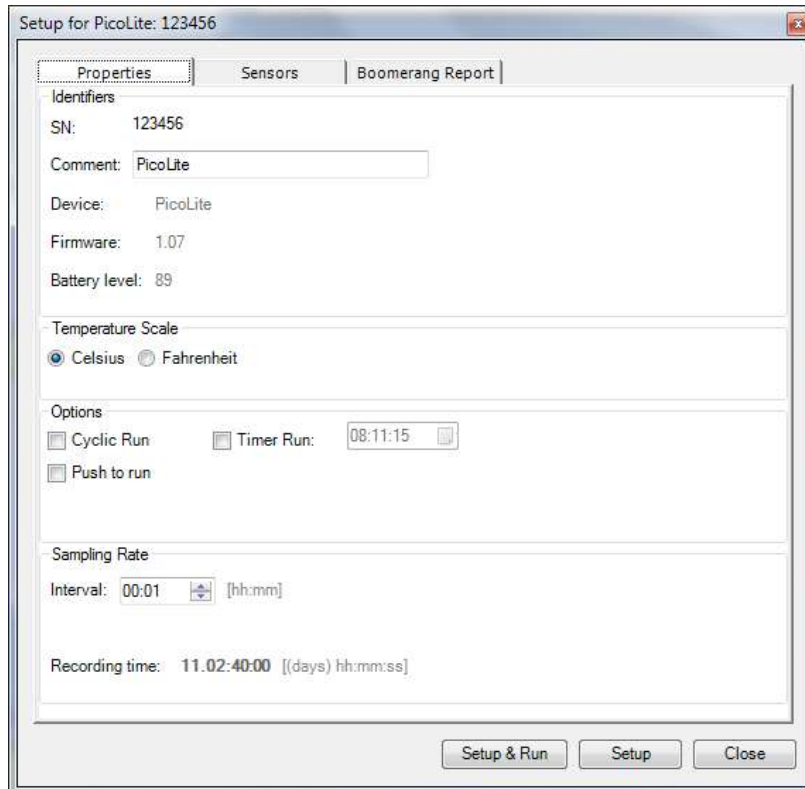 Setup for PicoLite: 123456
Properties Sensors Boomerang Report
Identifiers
SN: 123456
Comment: PicoLite
Device: PicoLite
Firmware: 1.07
Battery level: 89
Temperature Scale
Celsius Fahrenheit
Options
Cyclic Run Timer Run: 08:11:15
Push to run
Sampling Rate
Interval: 00:01 [hh:mm]
Recording time: 11.02:40:00 [(days) hh:mm:ss]
Setup & Run Setup Close